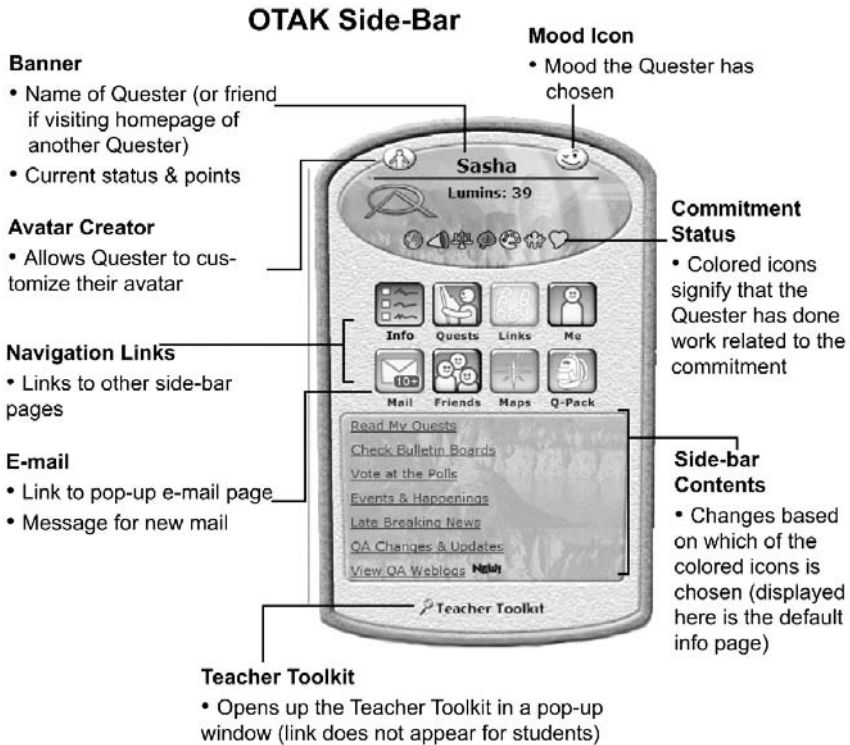 OTAK Side-Bar
Banner
• Name of Quester (or friend
if visiting homepage of
another Quester)
• Current status & points
Avatar Creator
• Allows Quester to cus-
tomize their avatar
Navigation Links
• Links to other side-bar
pages
E-mail
• Link to pop-up e-mail page
• Message for new mail
Mood Icon
• Mood the Quester has
chosen
Sasha
Lumins: 39
Info Quests Links Me
10+
Mail Friends Maps Q-Pack
Read My Quests
Check Bulletin Boards
Vote at the Polls
Events & Happenings
Late Breaking News
QA Changes & Updates
View QA Weblogs NEW!
Teacher Toolkit
Commitment
Status
• Colored icons
signify that the
Quester has done
work related to the
commitment
Side-bar
Contents
• Changes based
on which of the
colored icons is
chosen (displayed
here is the default
info page)
Teacher Toolkit
• Opens up the Teacher Toolkit in a pop-up
window (link does not appear for students)